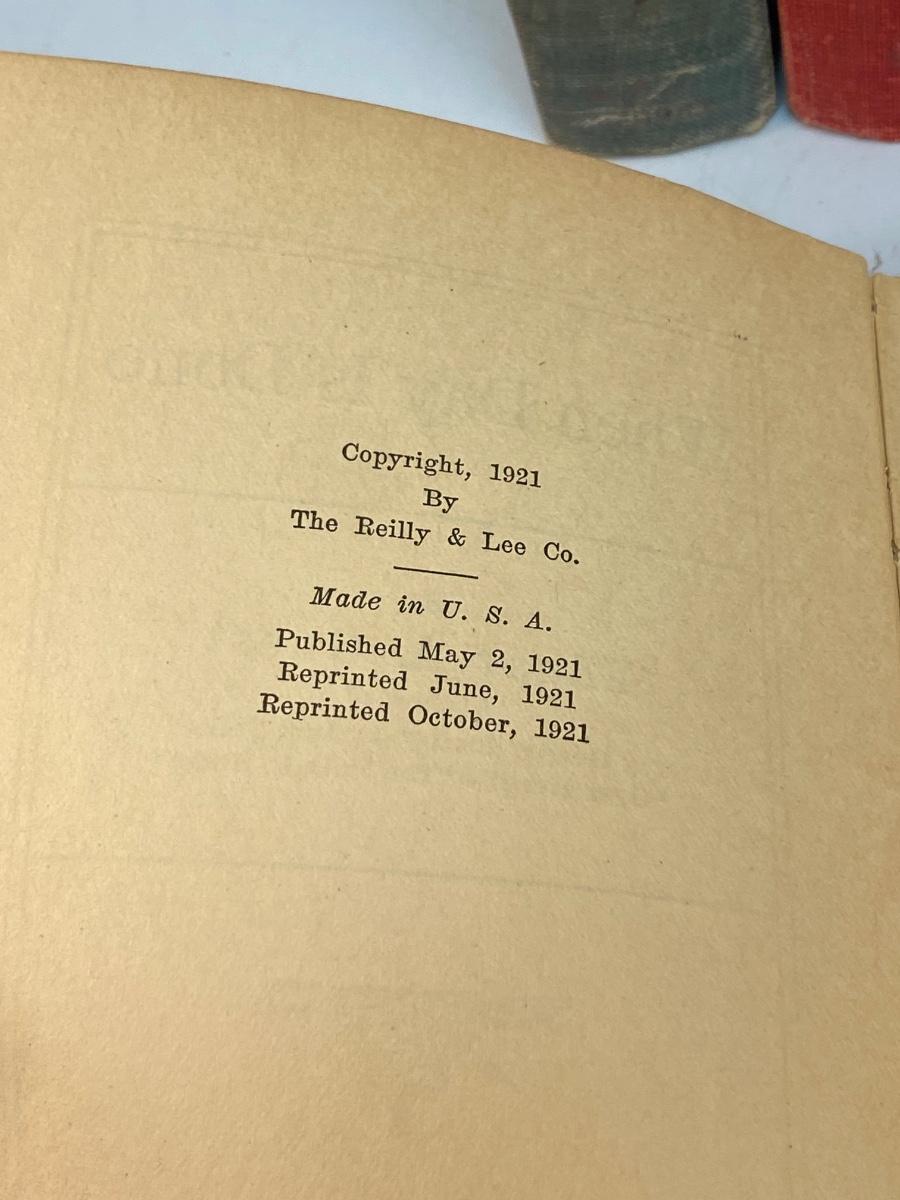 Copyright, 1921
By
The Reilly & Lee Co.
Made in U. S. A.
Published May 2, 1921
Reprinted June, 1921
Reprinted October, 1921